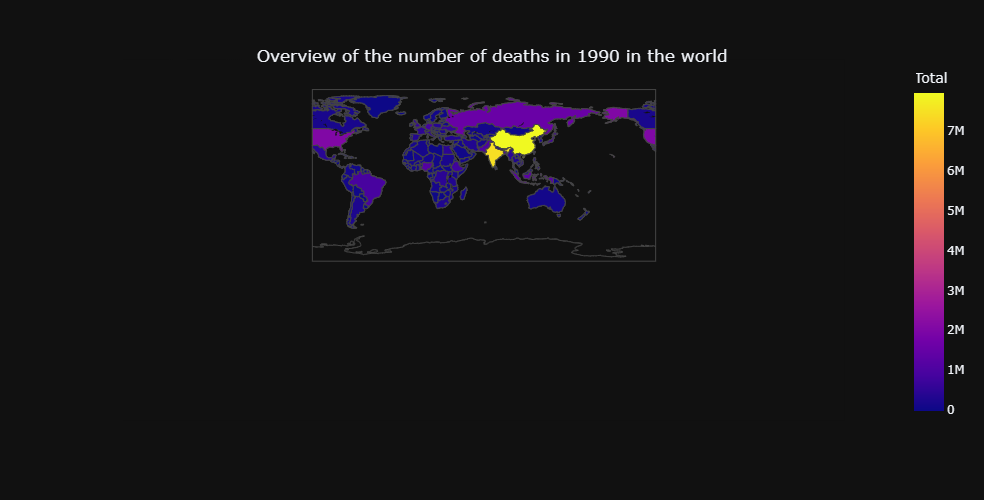 Overview of the number of deaths in 1990 in the world
Total
7M
6M
5M
4M
3M
2M
1M
0